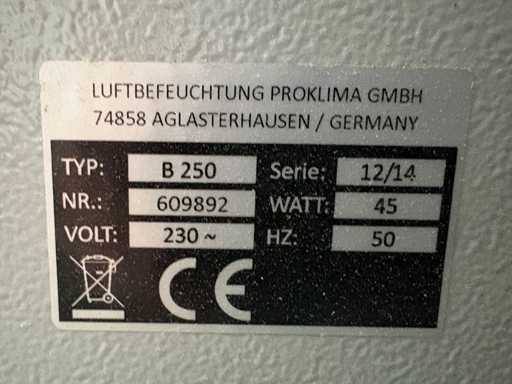 LUFTBEFEUCHTUNG PROKLIMA GMBH
74858 AGLASTERHAUSEN / GERMANY
TYP: B 250 Serie: 12/14
NR.: 609892 WATT: 45
VOLT: 230 ~ HZ: 50
CE